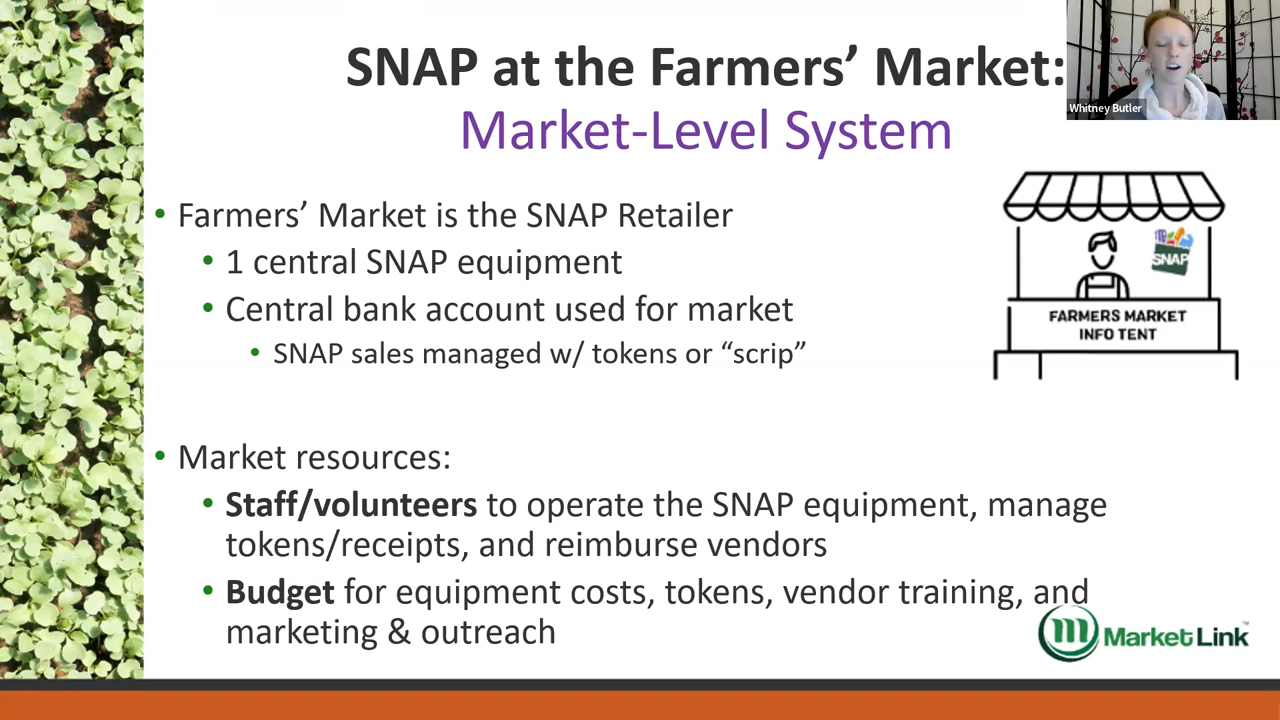 SNAP at the Farmers’ Market:
Market-Level System
Whitney Butler
• Farmers’ Market is the SNAP Retailer
• 1 central SNAP equipment
• Central bank account used for market
• SNAP sales managed w/ tokens or “scrip”
SNAP
FARMERS MARKET
INFO TENT
• Market resources:
• Staff/volunteers to operate the SNAP equipment, manage
tokens/receipts, and reimburse vendors
• Budget for equipment costs, tokens, vendor training, and
marketing & outreach
m MarketLink™